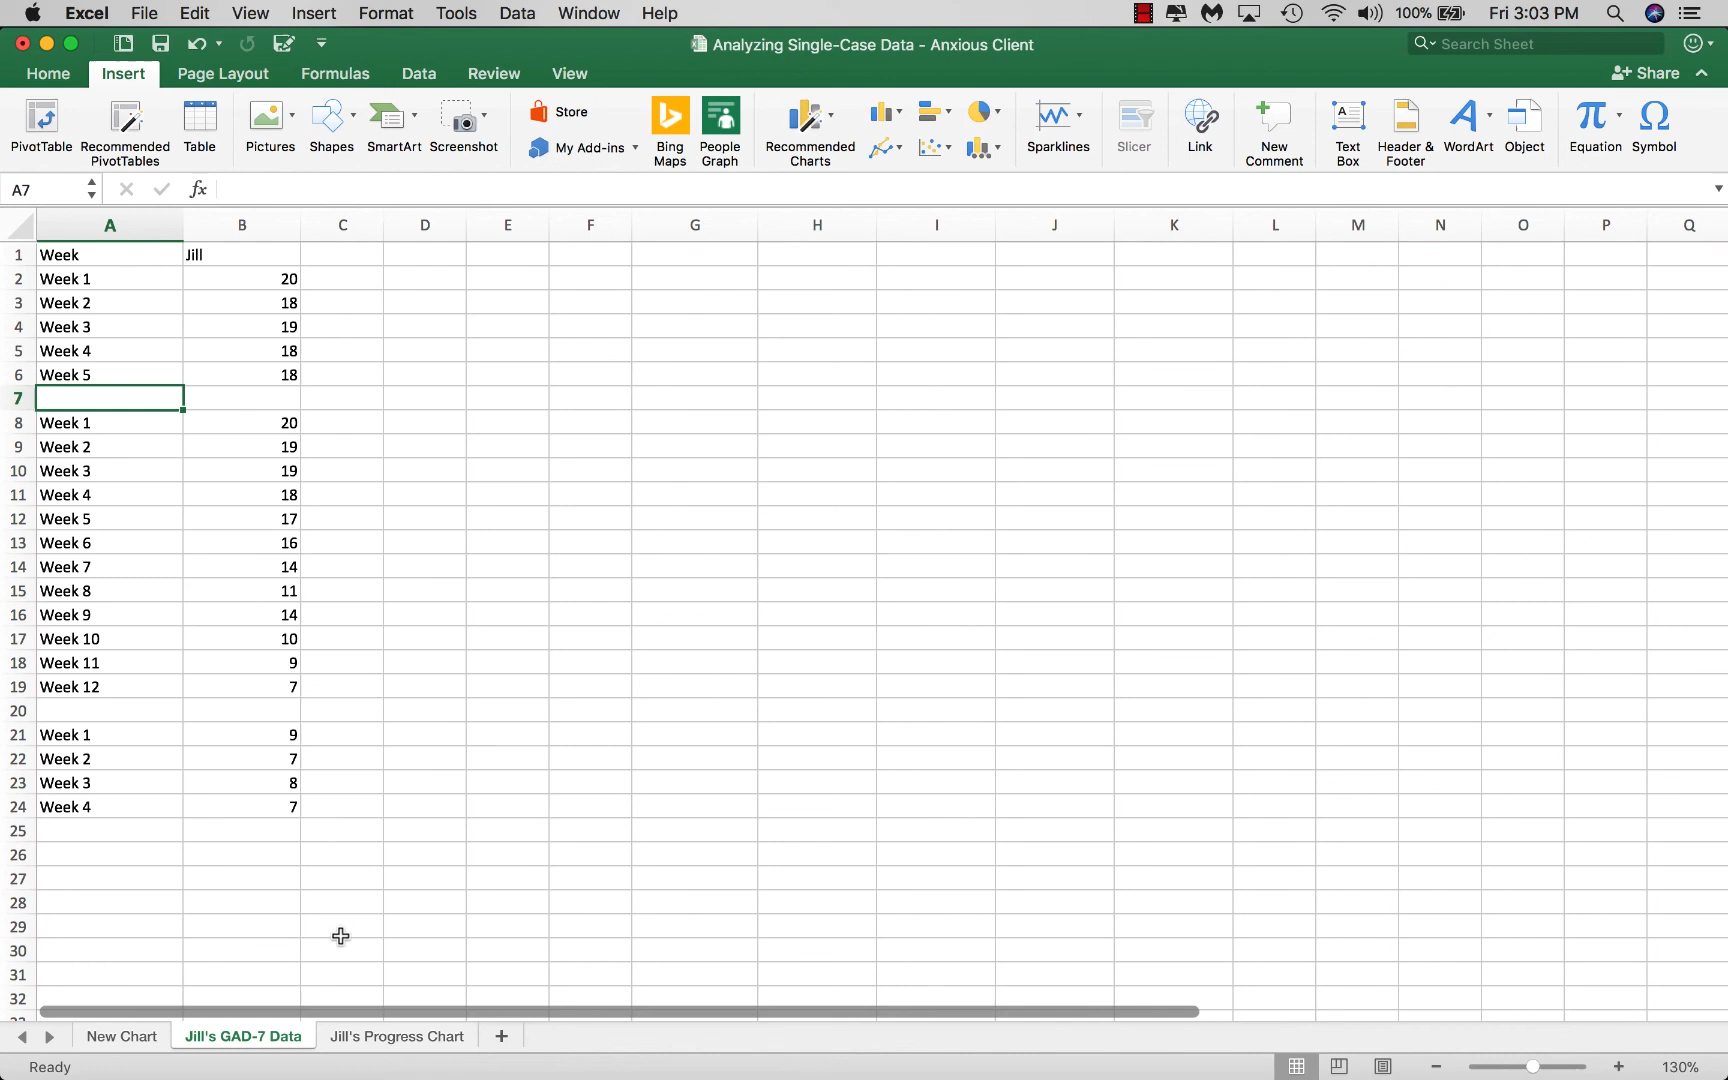 Excel File Edit View Insert Format Tools Data Window Help 100% Fri 3:03 PM
Analyzing Single-Case Data - Anxious Client
Search Sheet
Home Insert Page Layout Formulas Data Review View
Share
PivotTable
Recommended PivotTables
Table
Pictures
Shapes
SmartArt
Screenshot
Store
My Add-ins
Bing Maps
People Graph
Recommended Charts
Sparklines
Slicer
Link
New Comment
Text Box
Header & Footer
WordArt
Object
Equation
Symbol
A7 fx
A B C D E F G H I J K L M N O P Q
1 Week Jill
2 Week 1 20
3 Week 2 18
4 Week 3 19
5 Week 4 18
6 Week 5 18
7
8 Week 1 20
9 Week 2 19
10 Week 3 19
11 Week 4 18
12 Week 5 17
13 Week 6 16
14 Week 7 14
15 Week 8 11
16 Week 9 14
17 Week 10 10
18 Week 11 9
19 Week 12 7
20
21 Week 1 9
22 Week 2 7
23 Week 3 8
24 Week 4 7
25
26
27
28
29
30
31
32
New Chart Jill's GAD-7 Data Jill's Progress Chart +
Ready 130%